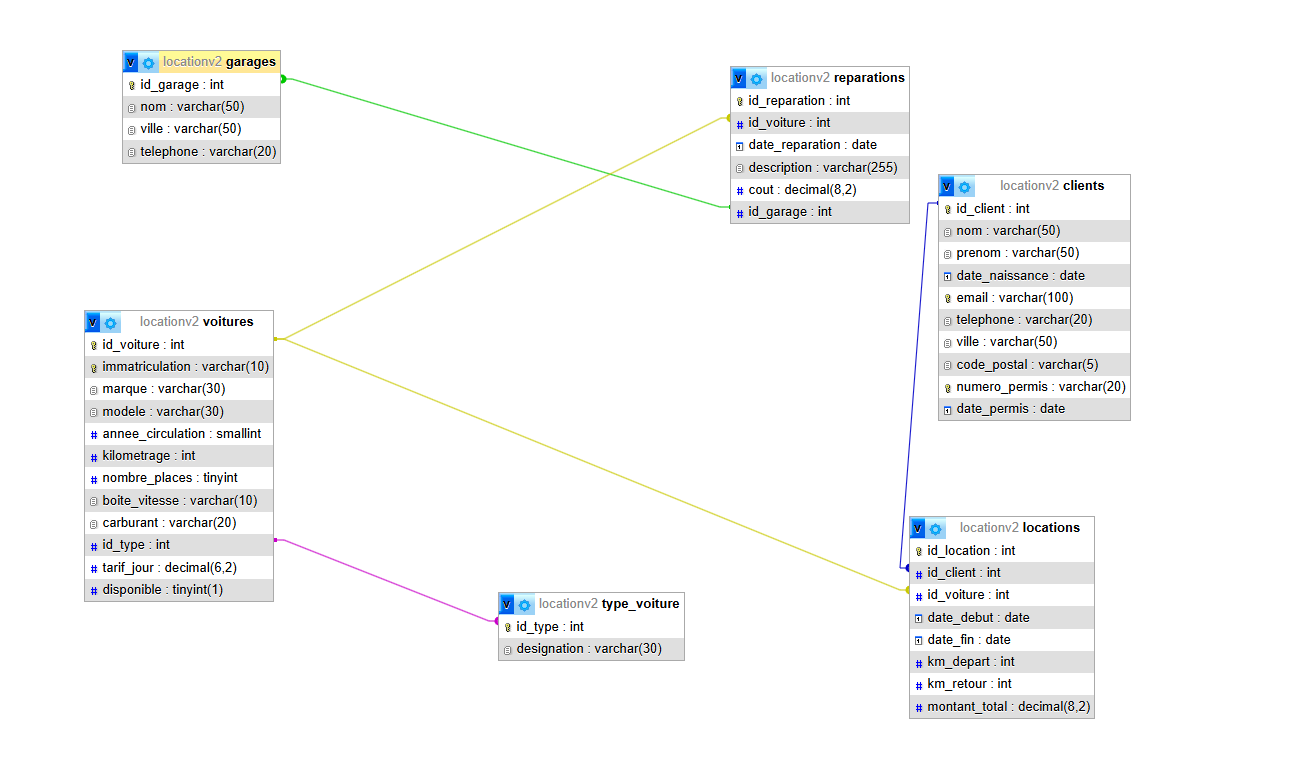 locationv2 garages
id_garage : int
nom : varchar(50)
ville : varchar(50)
telephone : varchar(20)
locationv2 reparations
id_reparation : int
id_voiture : int
date_reparation : date
description : varchar(255)
cout : decimal(8,2)
id_garage : int
locationv2 clients
id_client : int
nom : varchar(50)
prenom : varchar(50)
date_naissance : date
email : varchar(100)
telephone : varchar(20)
ville : varchar(50)
code_postal : varchar(5)
numero_permis : varchar(20)
date_permis : date
locationv2 voitures
id_voiture : int
immatriculation : varchar(10)
marque : varchar(30)
modele : varchar(30)
annee_circulation : smallint
kilometrage : int
nombre_places : tinyint
boite_vitesse : varchar(10)
carburant : varchar(20)
id_type : int
tarif_jour : decimal(6,2)
disponible : tinyint(1)
locationv2 type_voiture
id_type : int
designation : varchar(30)
locationv2 locations
id_location : int
id_client : int
id_voiture : int
date_debut : date
date_fin : date
km_depart : int
km_retour : int
montant_total : decimal(8,2)